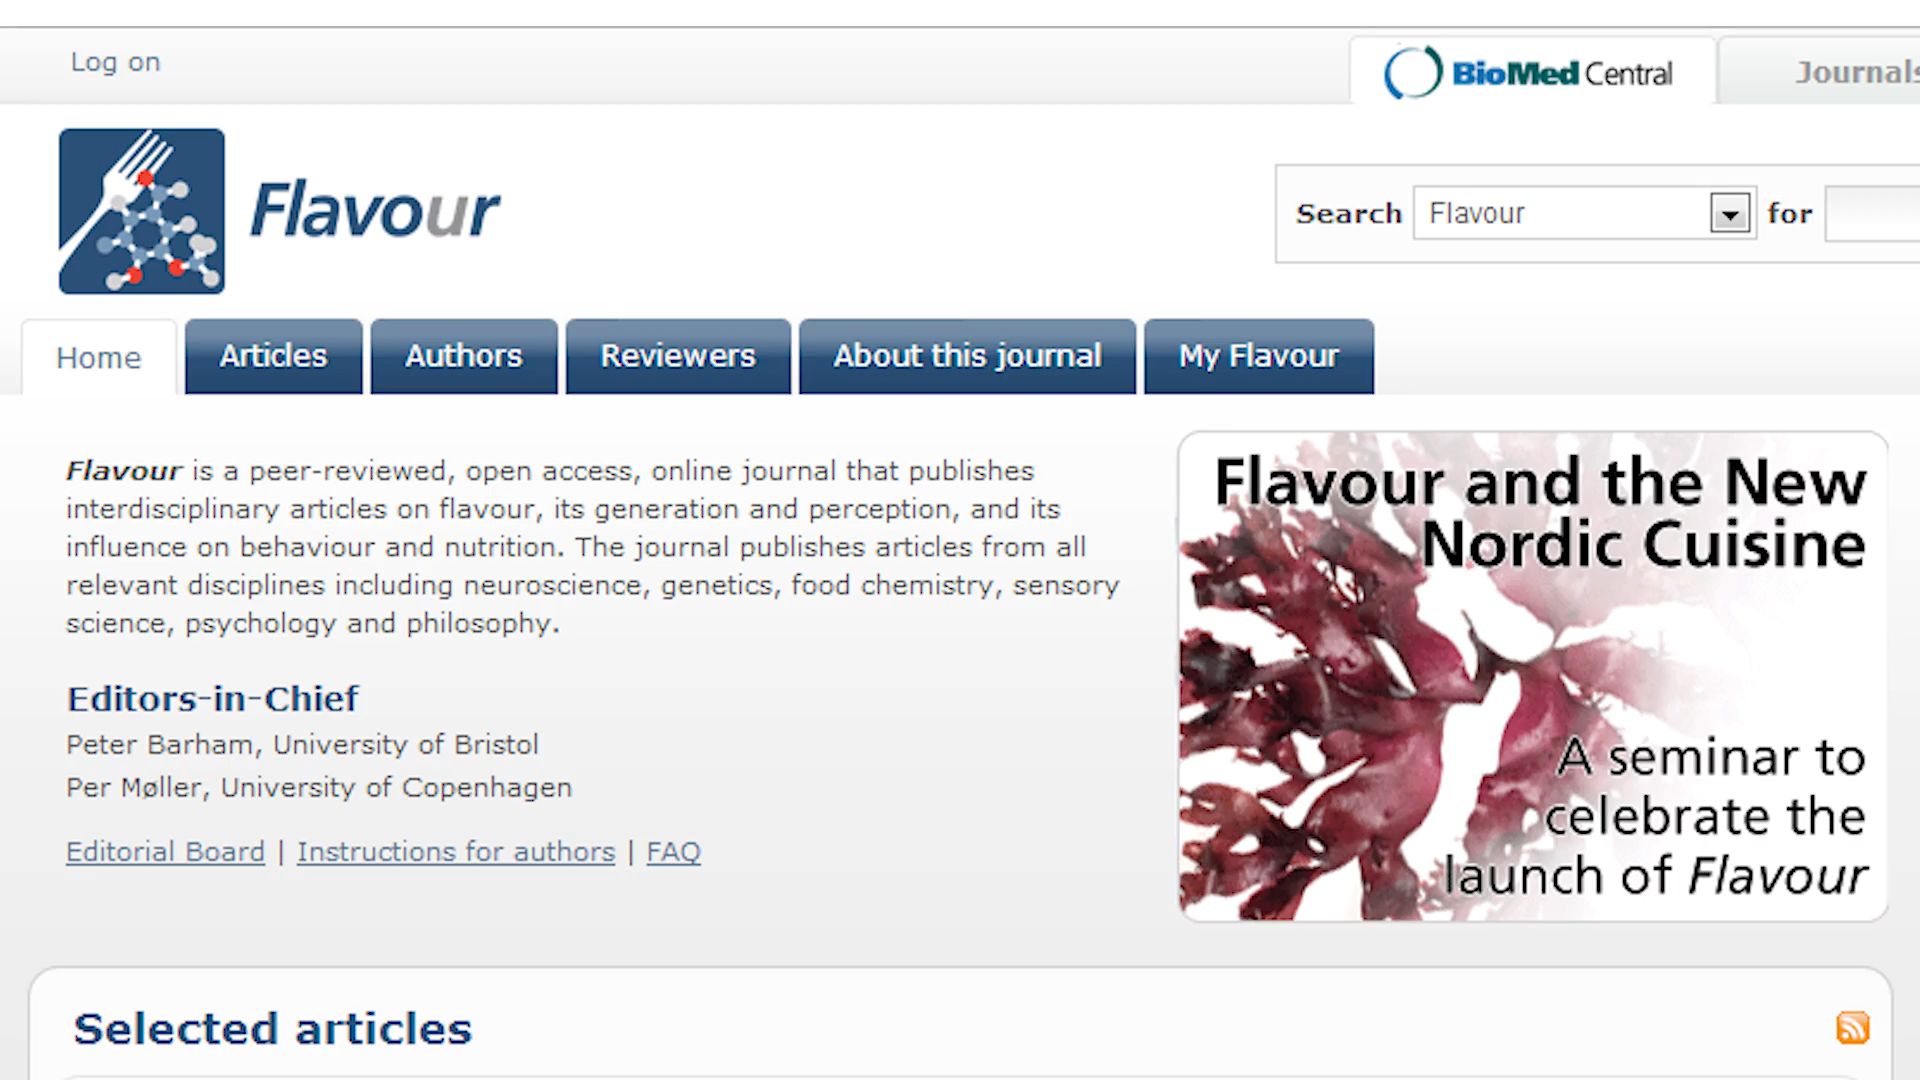 Log on
BioMed Central
Journals
Flavour
Search Flavour for
Home Articles Authors Reviewers About this journal My Flavour
Flavour is a peer-reviewed, open access, online journal that publishes
interdisciplinary articles on flavour, its generation and perception, and its
influence on behaviour and nutrition. The journal publishes articles from all
relevant disciplines including neuroscience, genetics, food chemistry, sensory
science, psychology and philosophy.
Editors-in-Chief
Peter Barham, University of Bristol
Per Møller, University of Copenhagen
Editorial Board | Instructions for authors | FAQ
Flavour and the New
Nordic Cuisine
A seminar to
celebrate the
launch of Flavour
Selected articles